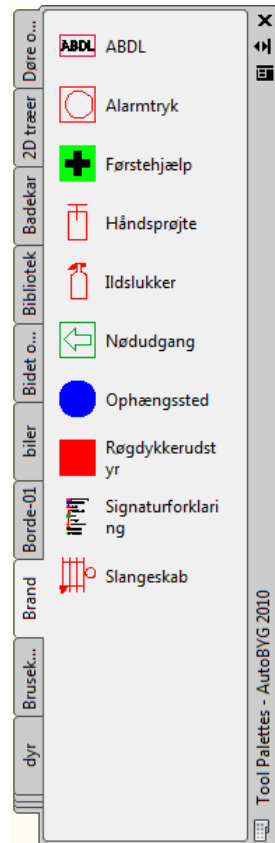 Døre o...
2D træer
Badekar
Bibliotek
Bidet o...
biler
Borde-01
Brand
Brusek...
dyr
ABDL ABDL
Alarmtryk
Førstehjælp
Håndsprøjte
Ildslukker
Nødudgang
Ophængssted
Røgdykkerudst
yr
Signaturforklari
ng
Slangeskab
Tool Palettes - AutoBYG 2010